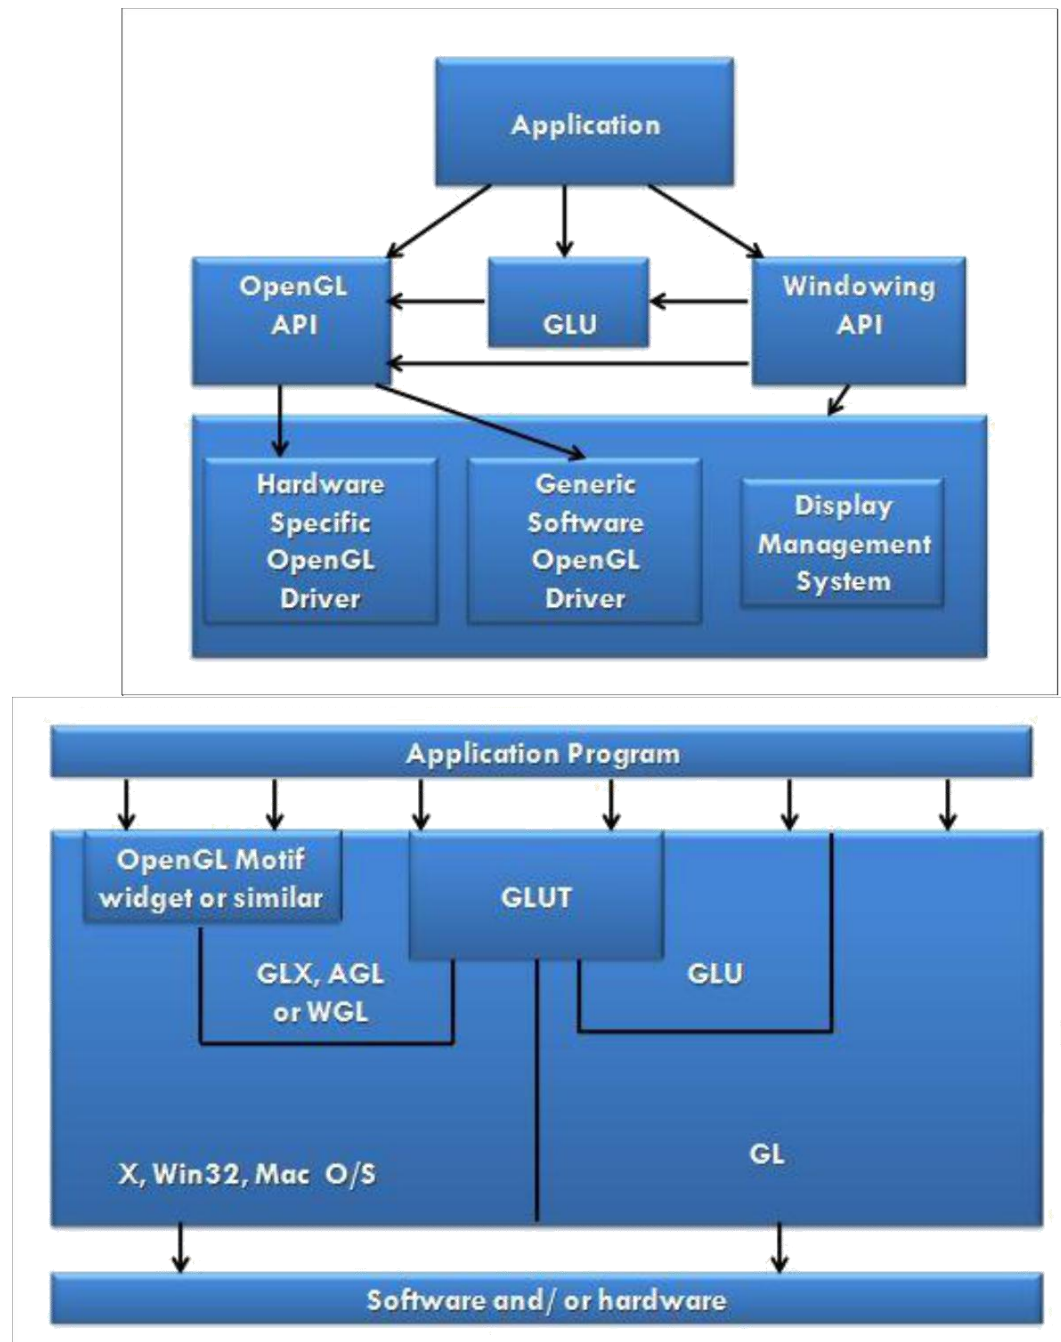 Application
OpenGL
API
GLU
Windowing
API
Hardware
Specific
OpenGL
Driver
Generic
Software
OpenGL
Driver
Display
Management
System
Application Program
OpenGL Motif
widget or similar
GLUT
GLX, AGL
or WGL
GLU
X, Win32, Mac O/S
GL
Software and/ or hardware